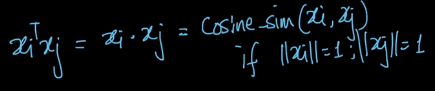 xiᵀxj = xi · xj = Cosine_sim(xi, xj)
if ||xi||=1 ; ||xj||=1